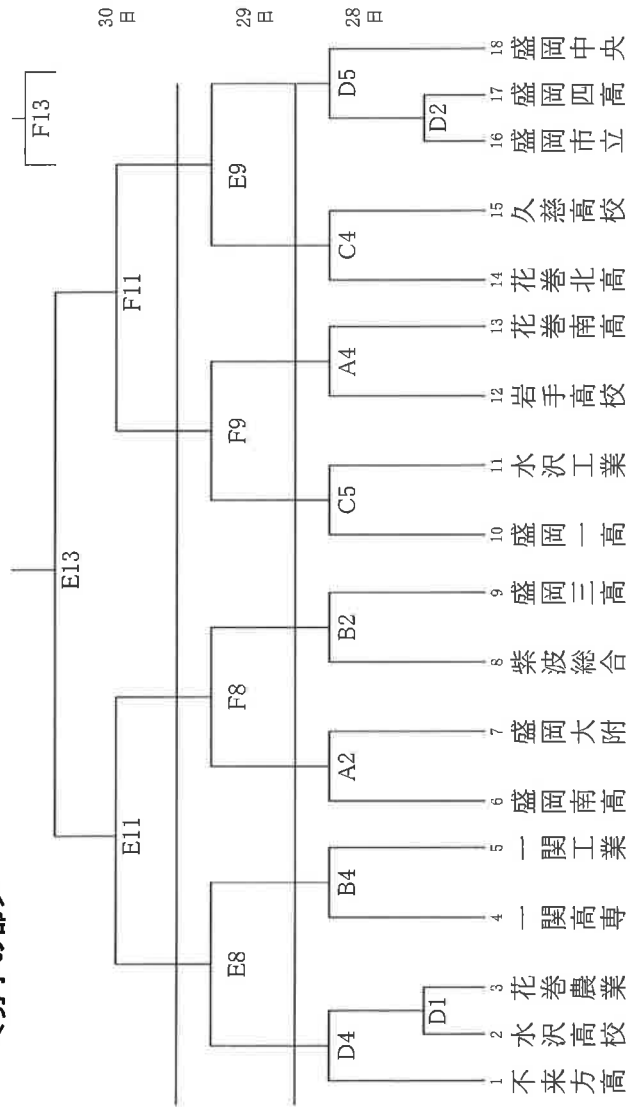 F13
30日
29日
28日
E13
E11
F11
E8
F8
F9
E9
D4
B4
A2
B2
C5
A4
C4
D5
D1
D2
1 不来方高
2 水沢高校
3 花巻農業
4 一関高専
5 一関工業
6 盛岡南高
7 盛岡大附
8 紫波総合
9 盛岡三高
10 盛岡一高
11 水沢工業
12 岩手高校
13 花巻南高
14 花巻北高
15 久慈高校
16 盛岡市立
17 盛岡四高
18 盛岡中央